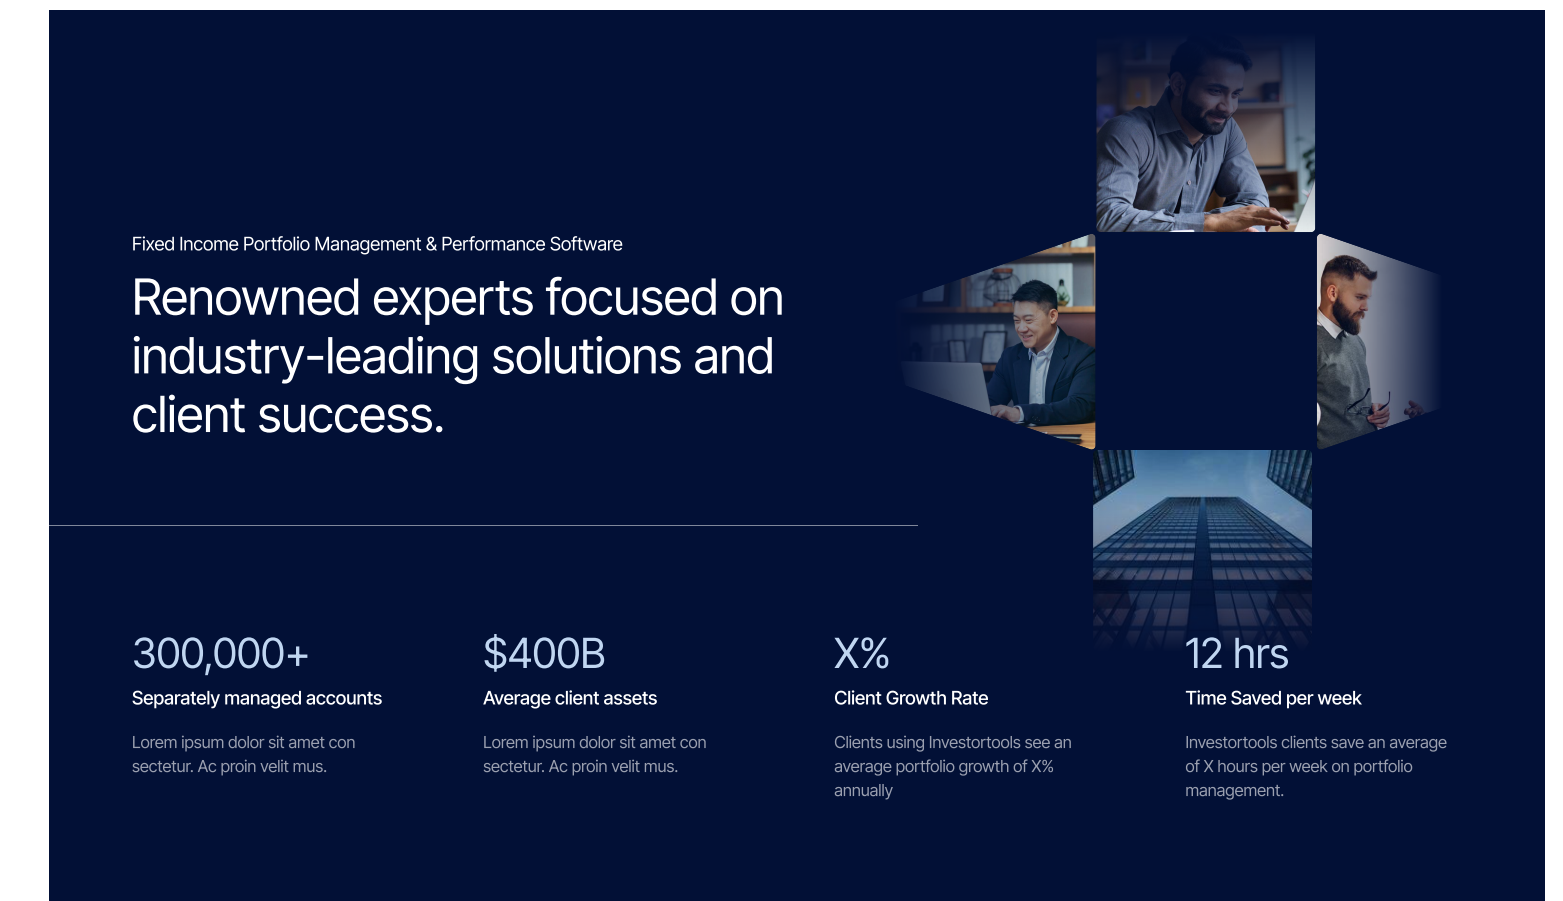 Fixed Income Portfolio Management & Performance Software
Renowned experts focused on
industry-leading solutions and
client success.
300,000+
Separately managed accounts
Lorem ipsum dolor sit amet con
sectetur. Ac proin velit mus.
$400B
Average client assets
Lorem ipsum dolor sit amet con
sectetur. Ac proin velit mus.
X%
Client Growth Rate
Clients using Investortools see an
average portfolio growth of X%
annually
12 hrs
Time Saved per week
Investortools clients save an average
of X hours per week on portfolio
management.